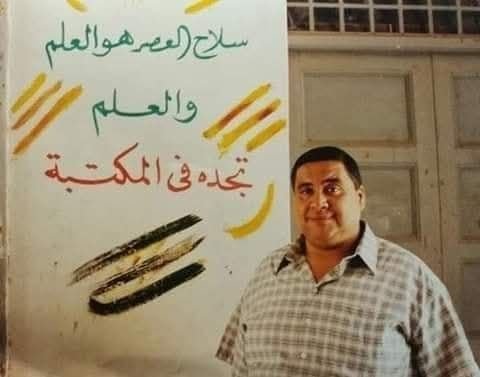 سلاح العصر هو العلم
والعلم
تجده فى المكتبة